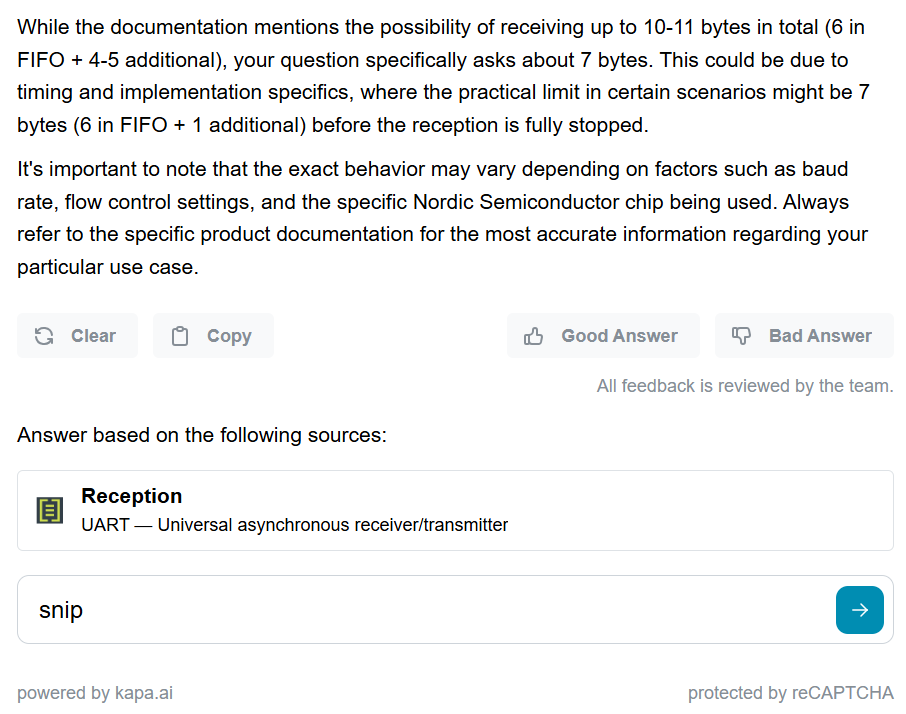 While the documentation mentions the possibility of receiving up to 10-11 bytes in total (6 in
FIFO + 4-5 additional), your question specifically asks about 7 bytes. This could be due to
timing and implementation specifics, where the practical limit in certain scenarios might be 7
bytes (6 in FIFO + 1 additional) before the reception is fully stopped.
It's important to note that the exact behavior may vary depending on factors such as baud
rate, flow control settings, and the specific Nordic Semiconductor chip being used. Always
refer to the specific product documentation for the most accurate information regarding your
particular use case.
Clear Copy Good Answer Bad Answer
All feedback is reviewed by the team.
Answer based on the following sources:
Reception
UART — Universal asynchronous receiver/transmitter
snip
powered by kapa.ai protected by reCAPTCHA